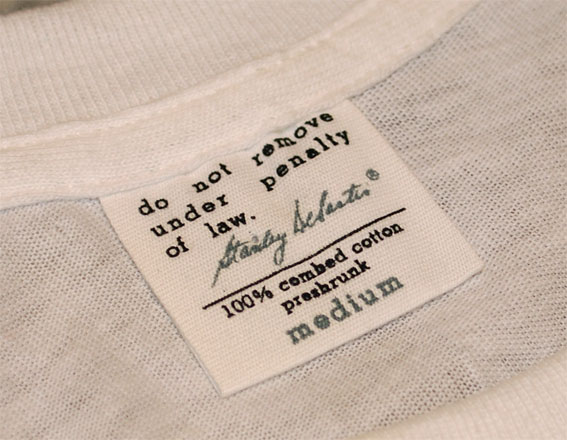 do not remove
under penalty
of law.
Stanley DeSantis®
100% combed cotton
preshrunk
medium